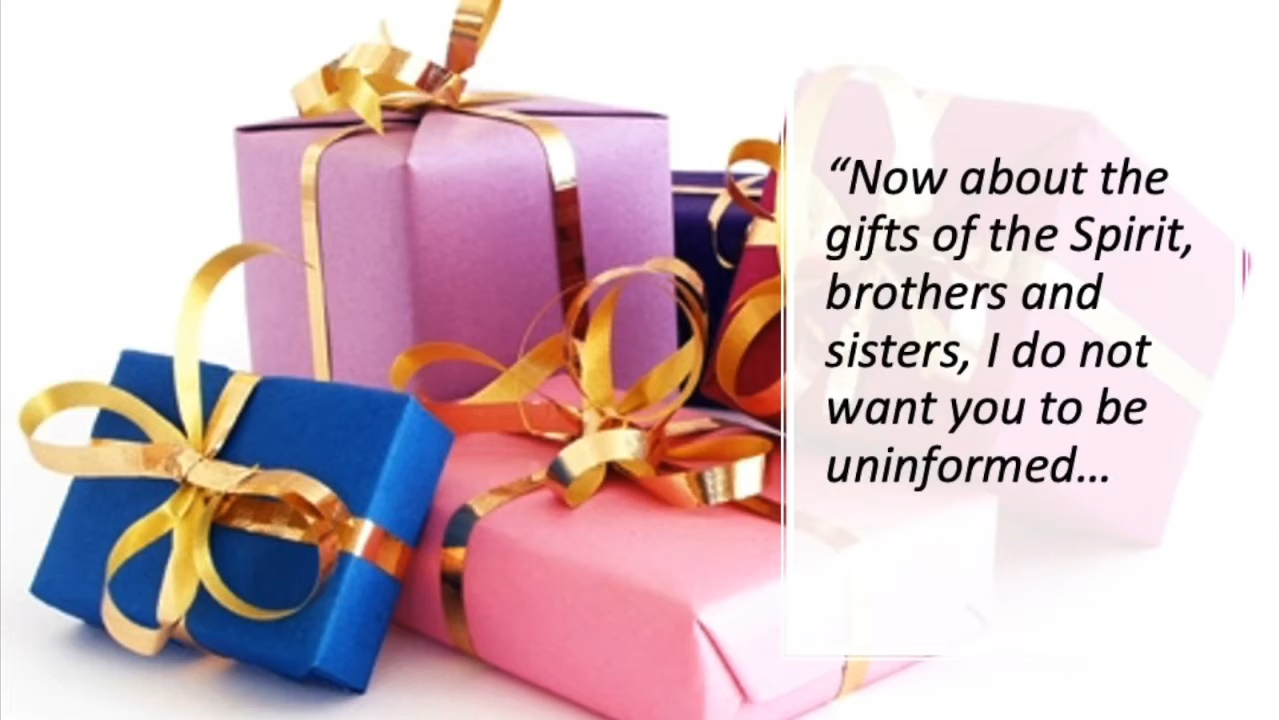 “Now about the
gifts of the Spirit,
brothers and
sisters, I do not
want you to be
uninformed...